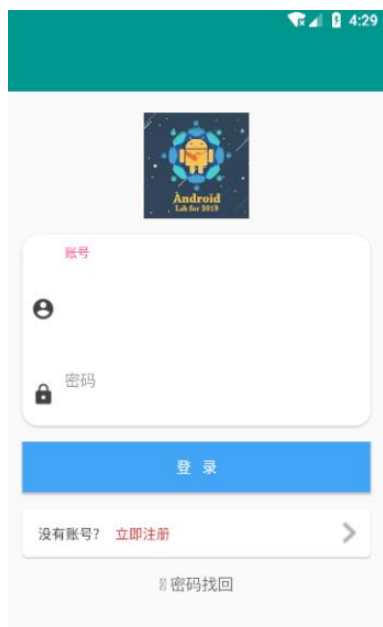 4:29
Android
Lab for 2018
账号
密码
登 录
没有账号? 立即注册
密码找回